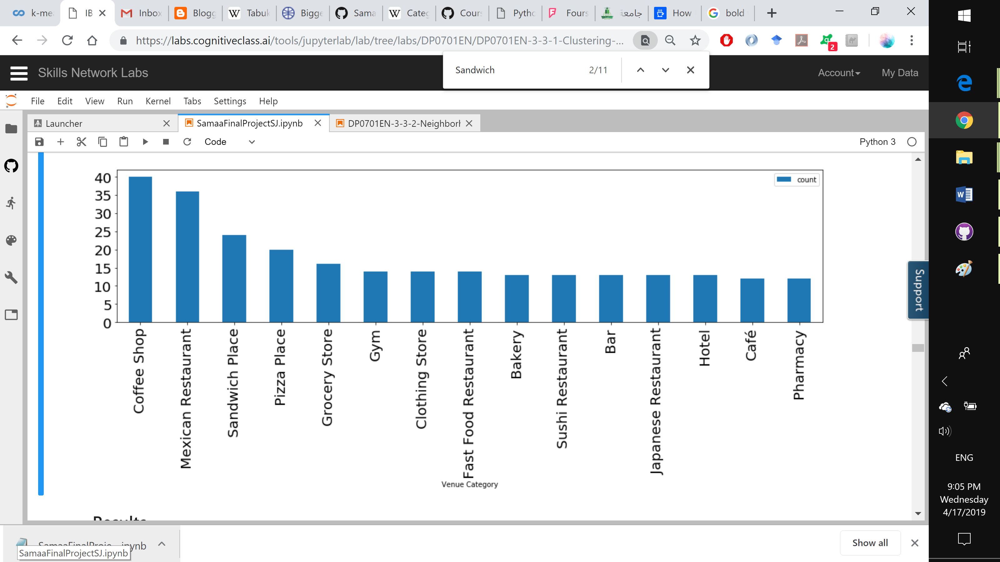 k-mea
IB
Inbox
Blogg
Tabuk
Bigge
Sama
Categ
Cours
Pytho
Fours
جامعة
How
bold
https://labs.cognitiveclass.ai/tools/jupyterlab/lab/tree/labs/DP0701EN/DP0701EN-3-3-1-Clustering-...
2
Skills Network Labs
Sandwich 2/11
Account
My Data
File Edit View Run Kernel Tabs Settings Help
Launcher
SamaaFinalProjectSJ.ipynb
DP0701EN-3-3-2-Neighborh
Code
Python 3
count
40
35
30
25
20
15
10
5
0
Coffee Shop
Mexican Restaurant
Sandwich Place
Pizza Place
Grocery Store
Gym
Clothing Store
Fast Food Restaurant
Bakery
Sushi Restaurant
Bar
Japanese Restaurant
Hotel
Café
Pharmacy
Venue Category
Support
Results
SamaaFinalProje...ipynb
SamaaFinalProjectSJ.ipynb
Show all
ENG
9:05 PM
Wednesday
4/17/2019